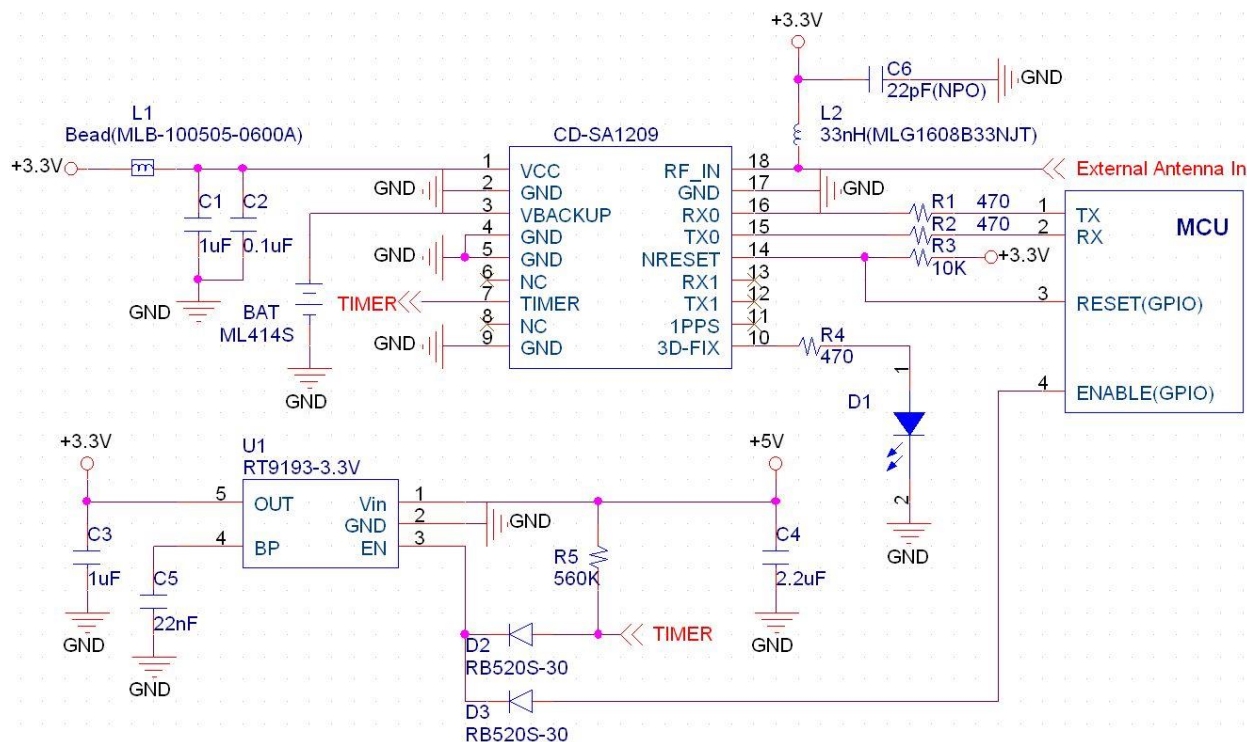 +3.3V
C6
GND
22pF(NPO)
L1
Bead(MLB-100505-0600A)
L2
33nH(MLG1608B33NJT)
CD-SA1209
+3.3V
1 VCC RF_IN 18
External Antenna In
GND 2 GND GND 17 GND
C1 C2
3 VBACKUP RX0 16 R1 470 1 TX
MCU
4 GND TX0 15 R2 470 2 RX
1uF 0.1uF
GND 5 GND NRESET 14 R3 +3.3V
10K
6 NC RX1 13
TIMER 7 TIMER TX1 12 3 RESET(GPIO)
GND
BAT
ML414S
8 NC 1PPS 11
GND 9 GND 3D-FIX 10 R4
470
GND
1
D1
4 ENABLE(GPIO)
2
GND
+3.3V
U1
RT9193-3.3V
+5V
5 OUT Vin 1
GND 2 GND
4 BP EN 3
C3
1uF
GND
C5
22nF
GND
R5
560K
C4
2.2uF
GND
TIMER
D2
RB520S-30
D3
RB520S-30